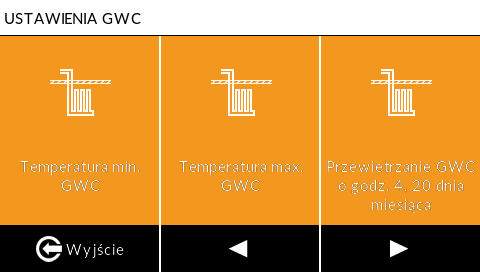 USTAWIENIA GWC
Temperatura min.
GWC
Temperatura max.
GWC
Przewietrzanie GWC
o godz. 4, 20 dnia
miesiąca
Wyjście